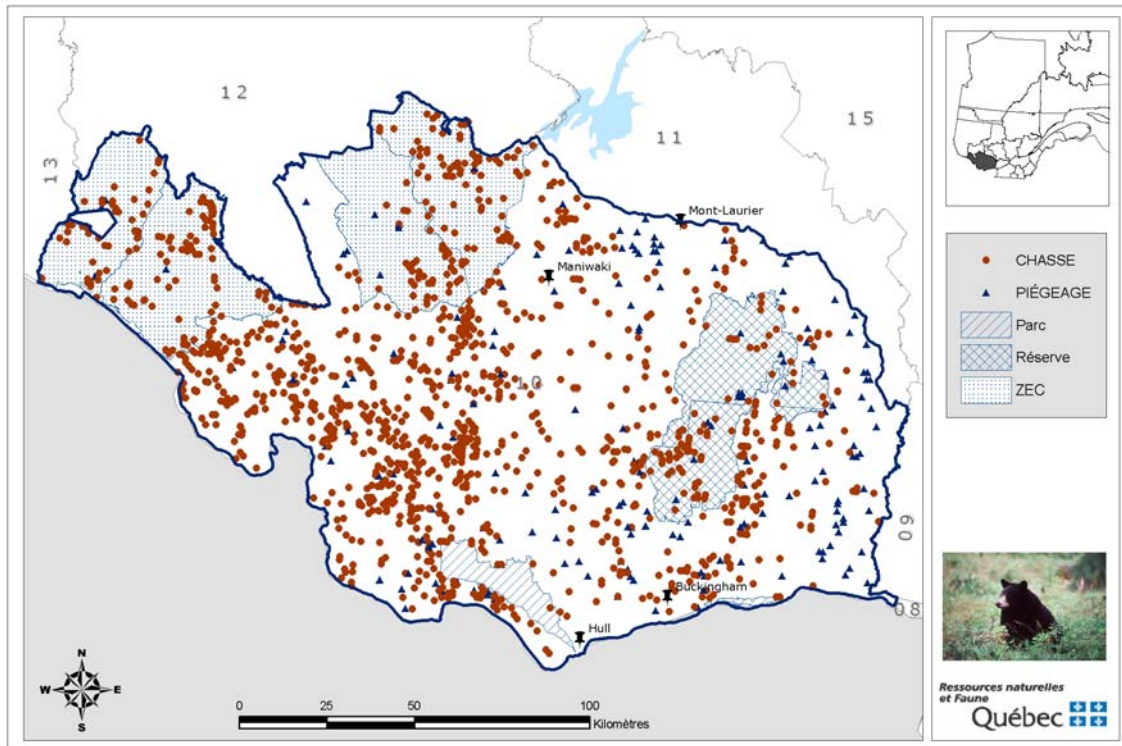 12
13
11
15
Mont-Laurier
Maniwaki
10
09
Buckingham
08
Hull
N
W E
S
0 25 50 100
Kilomètres
CHASSE
PIÉGEAGE
Parc
Réserve
ZEC
Ressources naturelles
et Faune
Québec